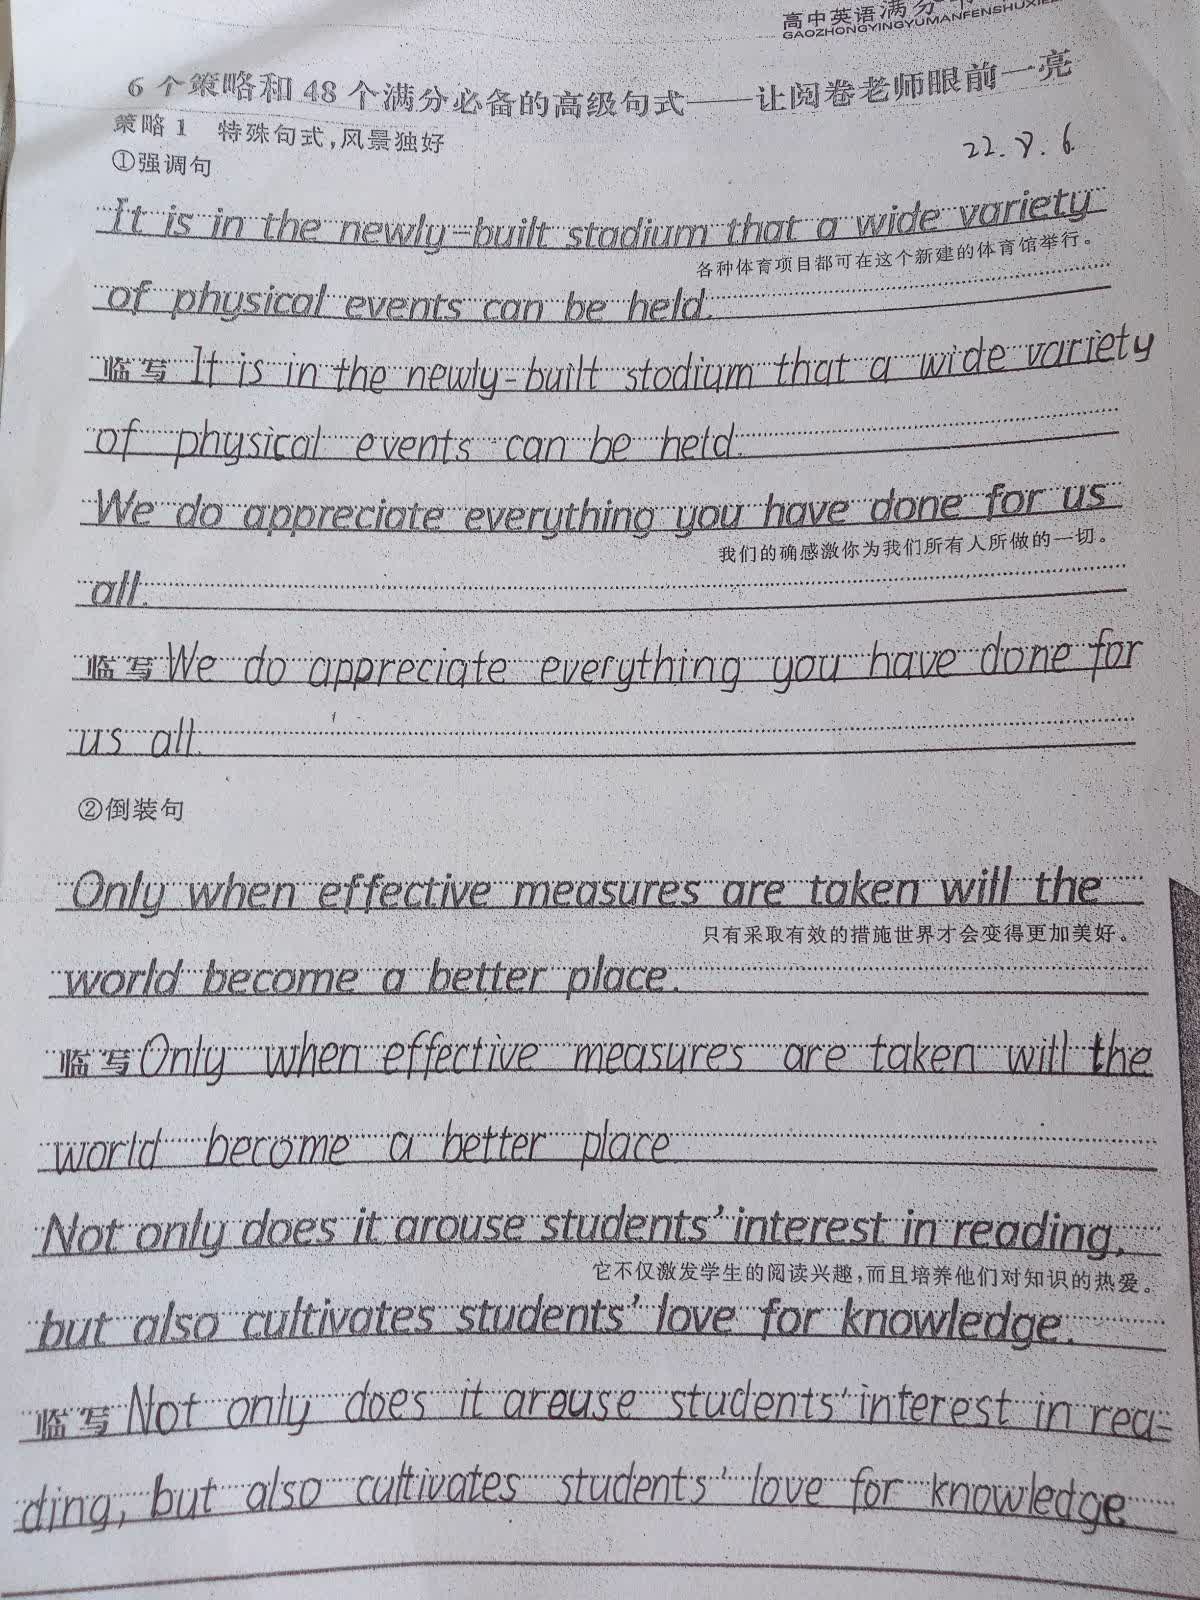 高中英语满分
GAOZHONGYINGYUMANFENSHUXIE
6个策略和48个满分必备的高级句式——让阅卷老师眼前一亮
策略1 特殊句式,风景独好
22.8.6.
①强调句
It is in the newly-built stadium that a wide variety
各种体育项目都可在这个新建的体育馆举行。
of physical events can be held.
临写 It is in the newly-built stadium that a wide variety
of physical events can be held.
We do appreciate everything you have done for us
我们的确感激你为我们所有人所做的一切。
all.
临写 We do appreciate everything you have done for
us all.
②倒装句
Only when effective measures are taken will the
只有采取有效的措施世界才会变得更加美好。
world become a better place.
临写 Only when effective measures are taken will the
world become a better place
Not only does it arouse students' interest in reading,
它不仅激发学生的阅读兴趣,而且培养他们对知识的热爱。
but also cultivates students' love for knowledge.
临写 Not only does it arouse students' interest in rea-
ding, but also cultivates students' love for knowledge